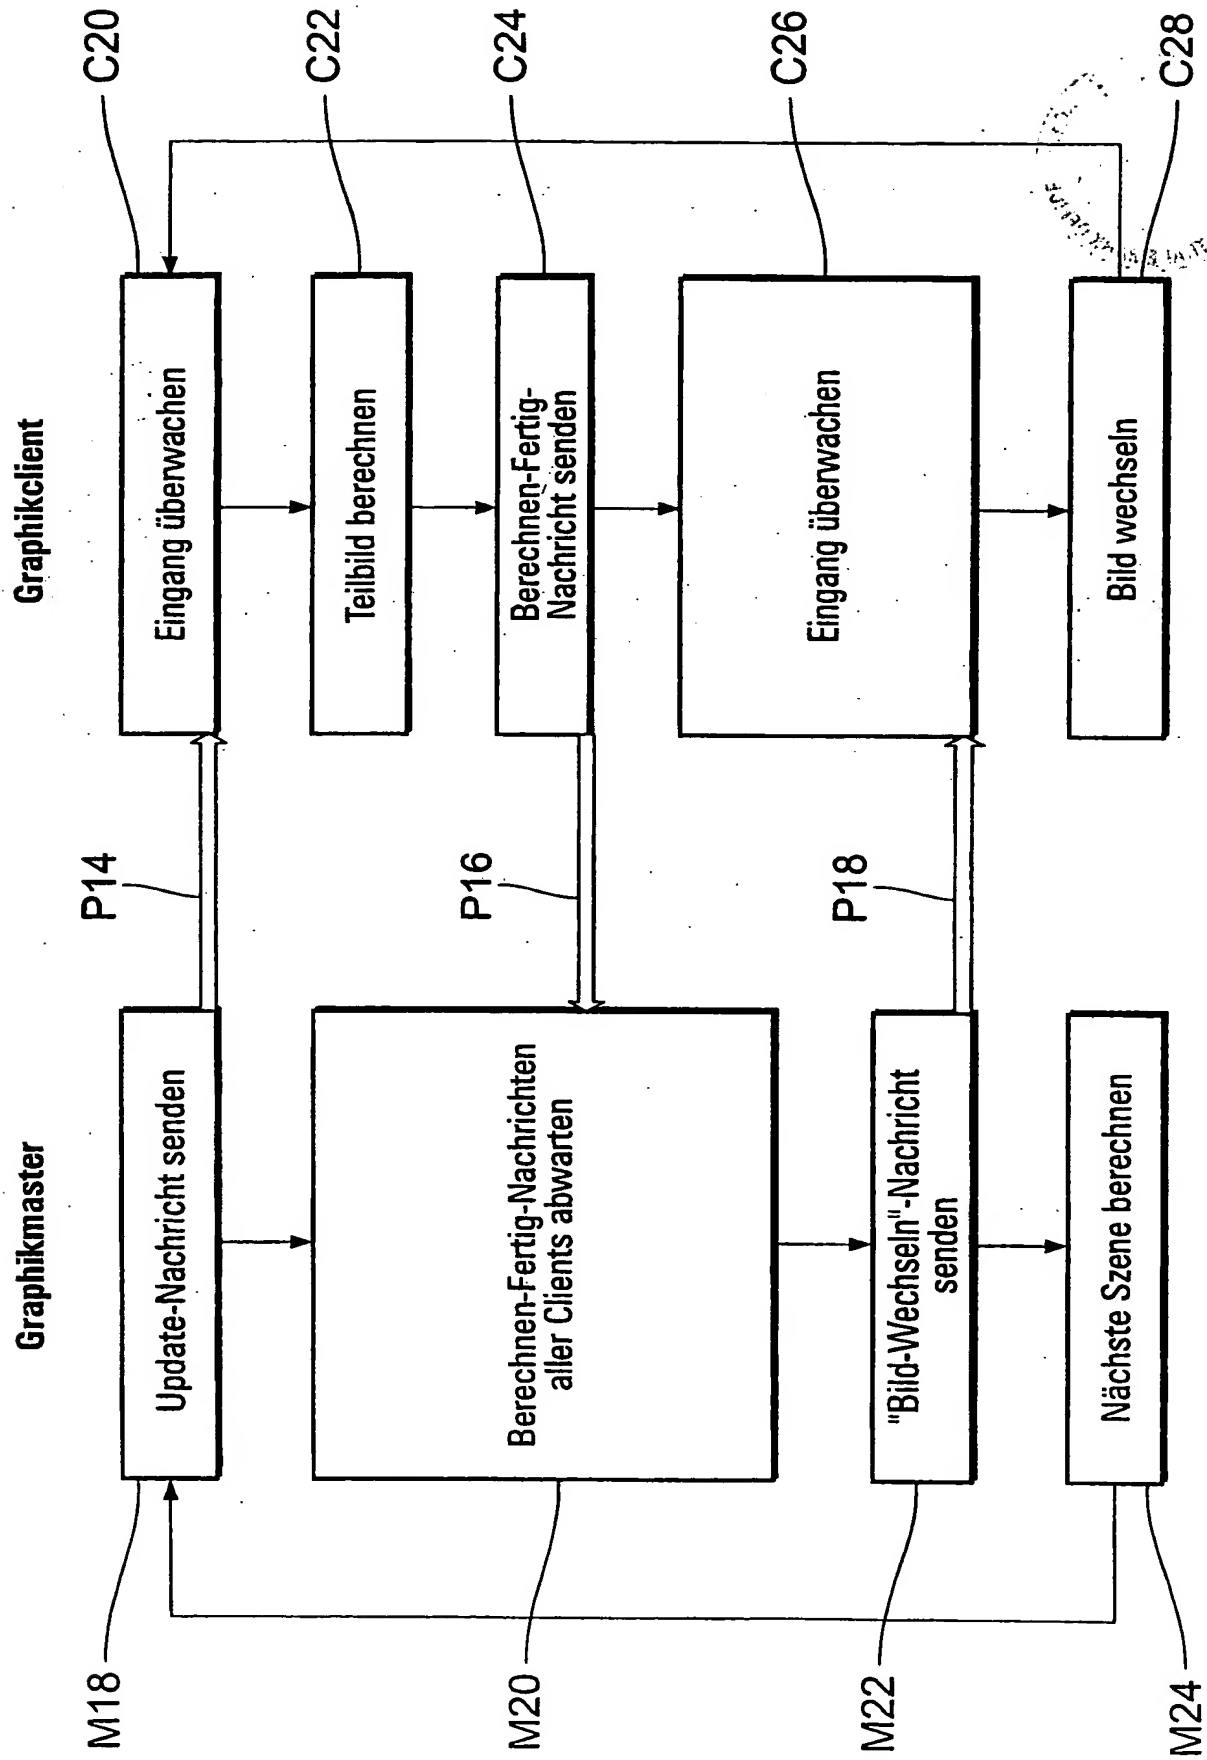 Graphikmaster
Graphikclient
M18
Update-Nachricht senden
P14
Eingang überwachen
C20
Teilbild berechnen
C22
M20
Berechnen-Fertig-Nachrichten
aller Clients abwarten
P16
Berechnen-Fertig-
Nachricht senden
C24
M22
"Bild-Wechseln"-Nachricht
senden
P18
Eingang überwachen
C26
M24
Nächste Szene berechnen
Bild wechseln
C28